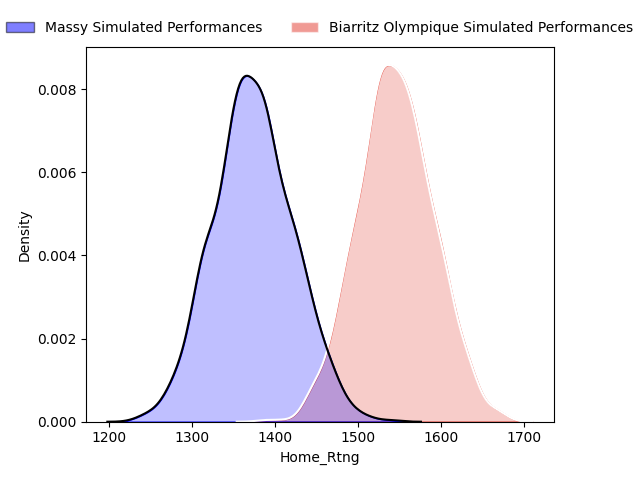 Massy Simulated Performances
Biarritz Olympique Simulated Performances
Density
0.008
0.006
0.004
0.002
0.000
1200
1300
1400
1500
1600
1700
Home_Rtng